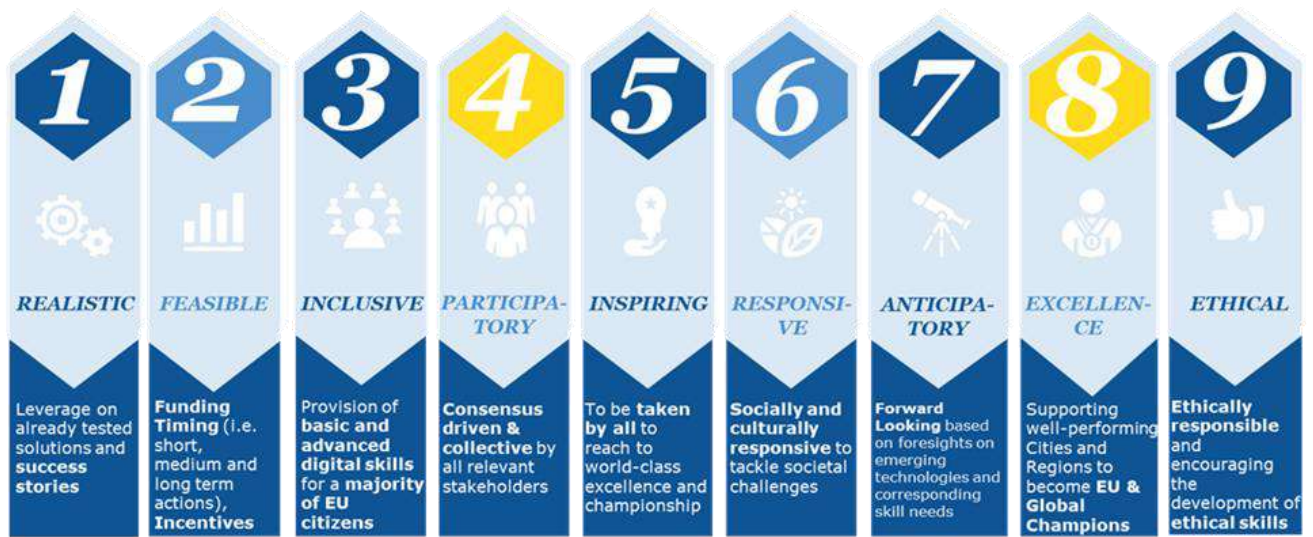 1
REALISTIC
Leverage on
already tested
solutions and
success
stories
2
FEASIBLE
Funding
Timing (i.e.
short,
medium and
long term
actions),
Incentives
3
INCLUSIVE
Provision of
basic and
advanced
digital skills
for a majority
of EU
citizens
4
PARTICIPA-
TORY
Consensus
driven &
collective by
all relevant
stakeholders
5
INSPIRING
To be taken
by all to
reach to
world-class
excellence and
championship
6
RESPONSI-
VE
Socially and
culturally
responsive to
tackle societal
challenges
7
ANTICIPA-
TORY
Forward
Looking based
on foresights on
emerging
technologies and
corresponding
skill needs
8
EXCELLEN-
CE
Supporting
well-performing
Cities and
Regions to
become EU &
Global
Champions
9
ETHICAL
Ethically
responsible
and
encouraging
the
development of
ethical skills